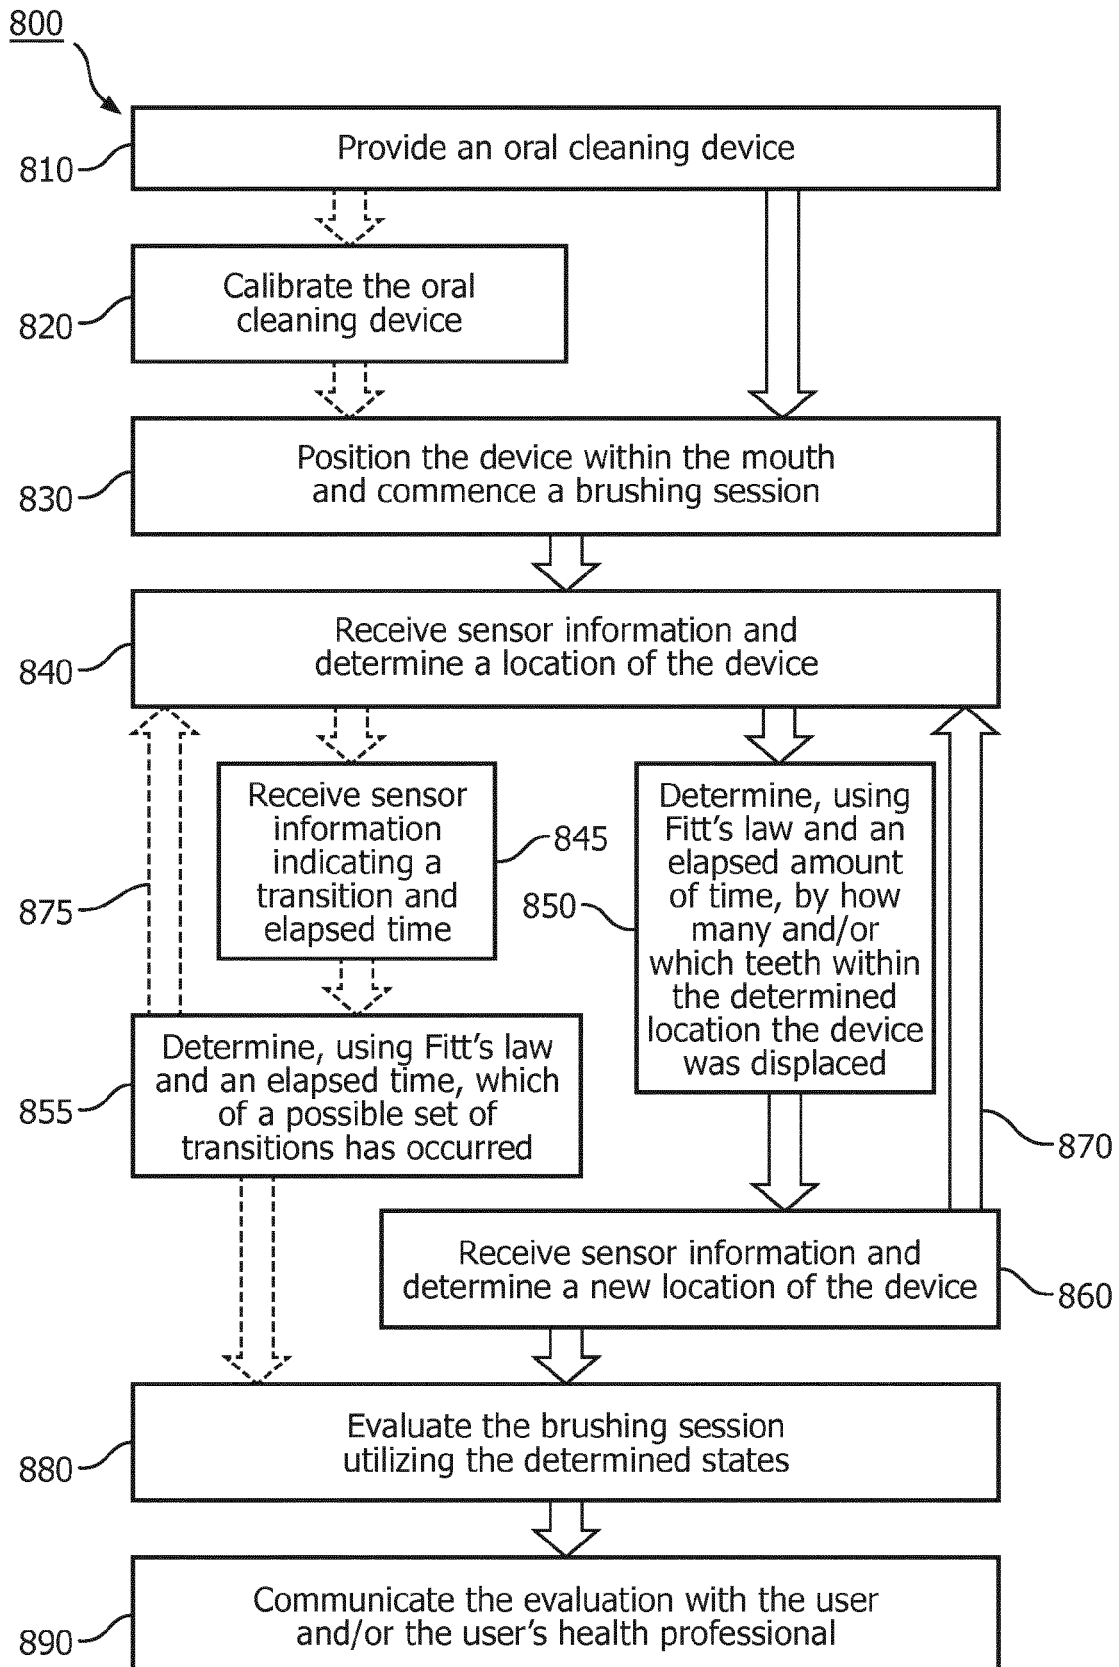 800
810
Provide an oral cleaning device
820
Calibrate the oral
cleaning device
830
Position the device within the mouth
and commence a brushing session
840
Receive sensor information and
determine a location of the device
875
Receive sensor
information
indicating a
transition and
elapsed time
845
850
Determine, using
Fitt's law and an
elapsed amount
of time, by how
many and/or
which teeth within
the determined
location the device
was displaced
855
Determine, using Fitt's law
and an elapsed time, which
of a possible set of
transitions has occurred
870
Receive sensor information and
determine a new location of the device
860
880
Evaluate the brushing session
utilizing the determined states
890
Communicate the evaluation with the user
and/or the user's health professional